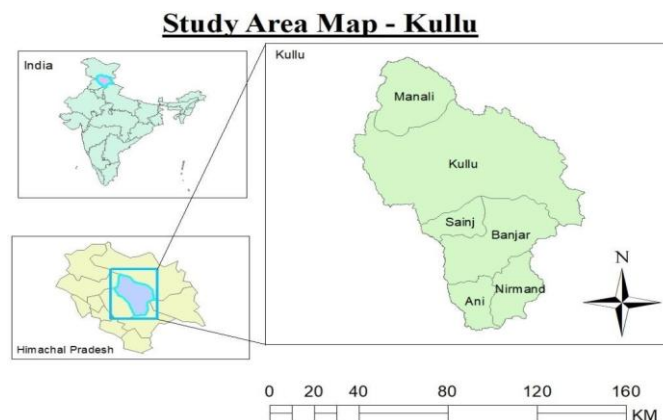 Study Area Map - Kullu
India
Kullu
Manali
Kullu
Sainj
Banjar
Nirmand
Ani
N
Himachal Pradesh
0 20 40 80 120 160
KM